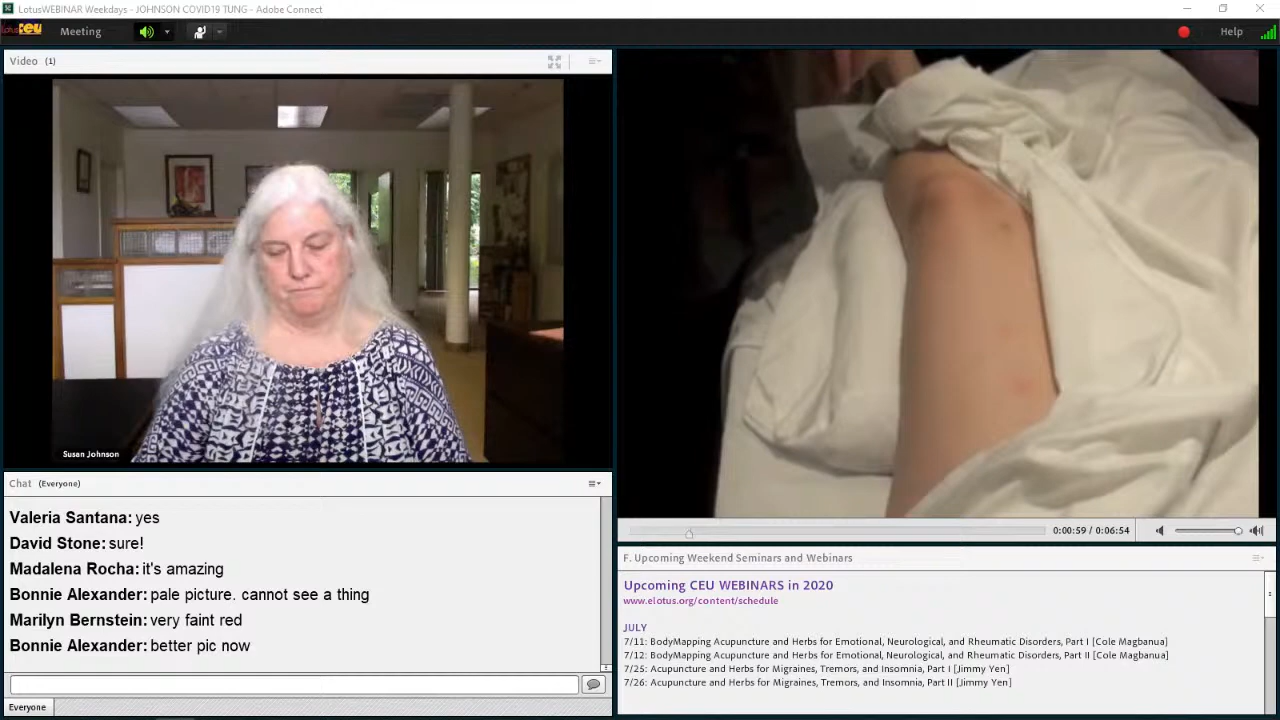 LotusWEBINAR Weekdays - JOHNSON COVID19 TUNG - Adobe Connect
Lotus ceu
Meeting
Help
Video (1)
Susan Johnson
Chat (Everyone)
Valeria Santana: yes
David Stone: sure!
Madalena Rocha: it's amazing
Bonnie Alexander: pale picture. cannot see a thing
Marilyn Bernstein: very faint red
Bonnie Alexander: better pic now
Everyone
0:00:59 / 0:06:54
F. Upcoming Weekend Seminars and Webinars
Upcoming CEU WEBINARS in 2020
www.elotus.org/content/schedule
JULY
7/11: BodyMapping Acupuncture and Herbs for Emotional, Neurological, and Rheumatic Disorders, Part I [Cole Magbanua]
7/12: BodyMapping Acupuncture and Herbs for Emotional, Neurological, and Rheumatic Disorders, Part II [Cole Magbanua]
7/25: Acupuncture and Herbs for Migraines, Tremors, and Insomnia, Part I [Jimmy Yen]
7/26: Acupuncture and Herbs for Migraines, Tremors, and Insomnia, Part II [Jimmy Yen]